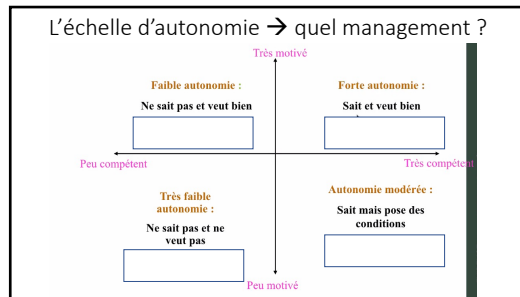 L’échelle d’autonomie → quel management ?
Très motivé
Faible autonomie :
Ne sait pas et veut bien
Forte autonomie :
Sait et veut bien
Peu compétent
Très compétent
Très faible
autonomie :
Ne sait pas et ne
veut pas
Autonomie modérée :
Sait mais pose des
conditions
Peu motivé